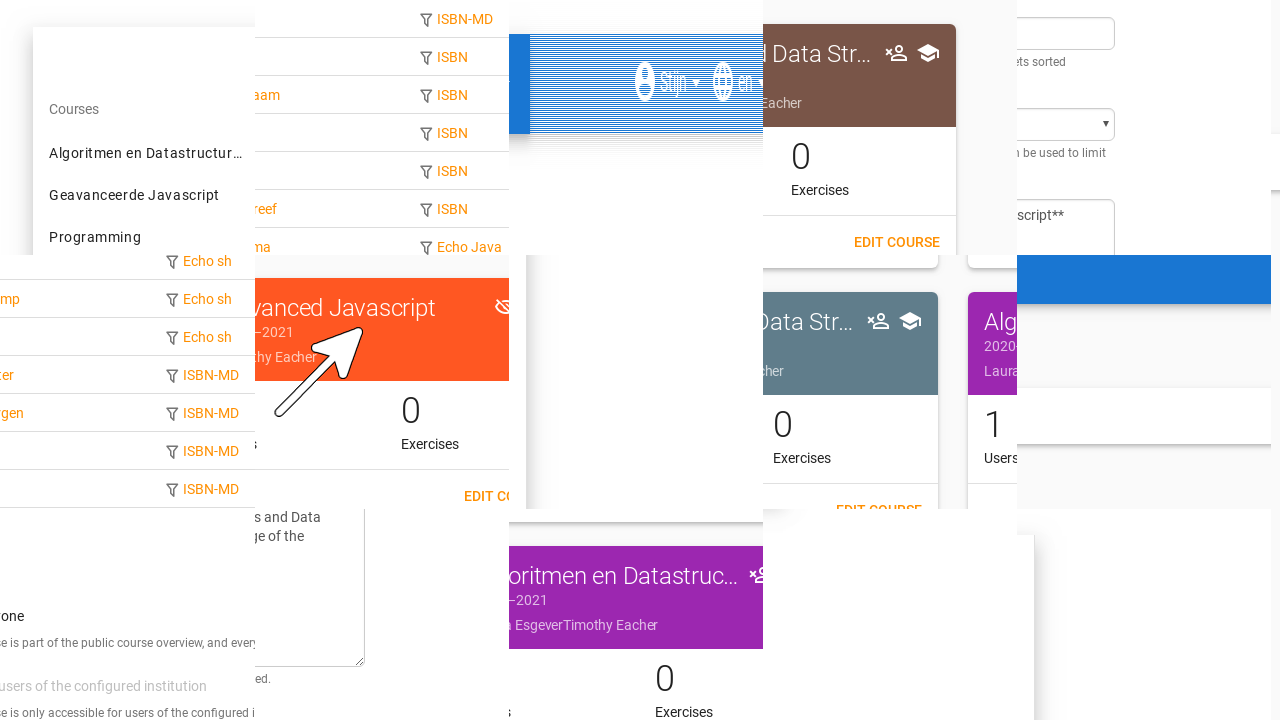 Courses
Algoritmen en Datastructur…
Geavanceerde Javascript
Programming
ISBN-MD
ISBN
aam
ISBN
ISBN
ISBN
reef
ISBN
ma
Echo Java
Stijn ▾ en
Data Str…
Eacher
0
Exercises
EDIT COURSE
ets sorted
n be used to limit
script**
Echo sh
mp
Echo sh
Echo sh
ter
ISBN-MD
rgen
ISBN-MD
ISBN-MD
ISBN-MD
vanced Javascript
–2021
thy Eacher
0
s
Exercises
EDIT CO
Data Str…
cher
0
Exercises
EDIT COURSE
Alg
2020-
Laura
1
Users
s and Data
ge of the
yone
se is part of the public course overview, and every
users of the configured institution
se is only accessible for users of the configured i
ed.
oritmen en Datastruc…
–2021
a EsgeverTimothy Eacher
0
s
Exercises